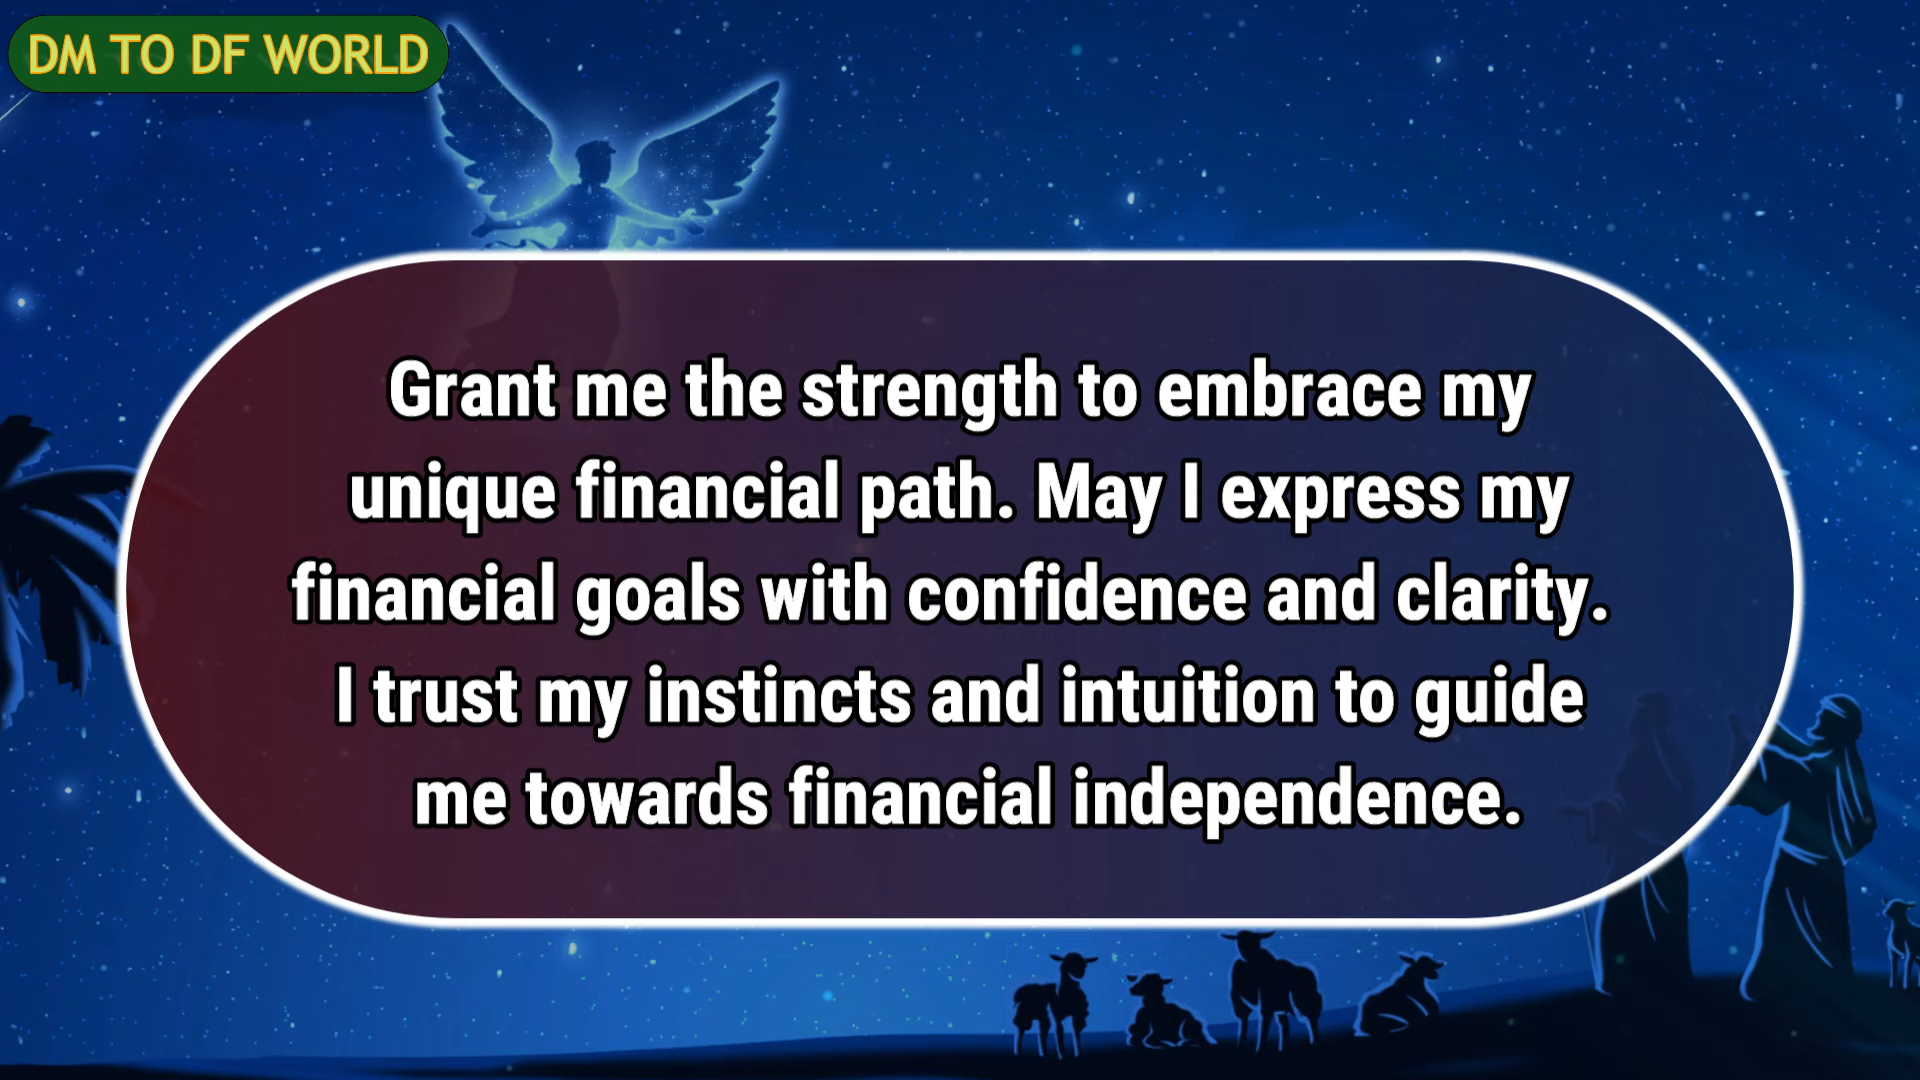 DM TO DF WORLD
Grant me the strength to embrace my
unique financial path. May I express my
financial goals with confidence and clarity.
I trust my instincts and intuition to guide
me towards financial independence.